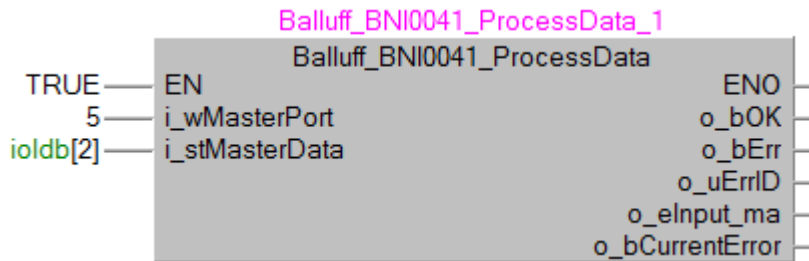 Balluff_BNI0041_ProcessData_1
Balluff_BNI0041_ProcessData
TRUE EN ENO
5 i_wMasterPort o_bOK
ioldb[2] i_stMasterData o_bErr
o_uErrID
o_eInput_ma
o_bCurrentError